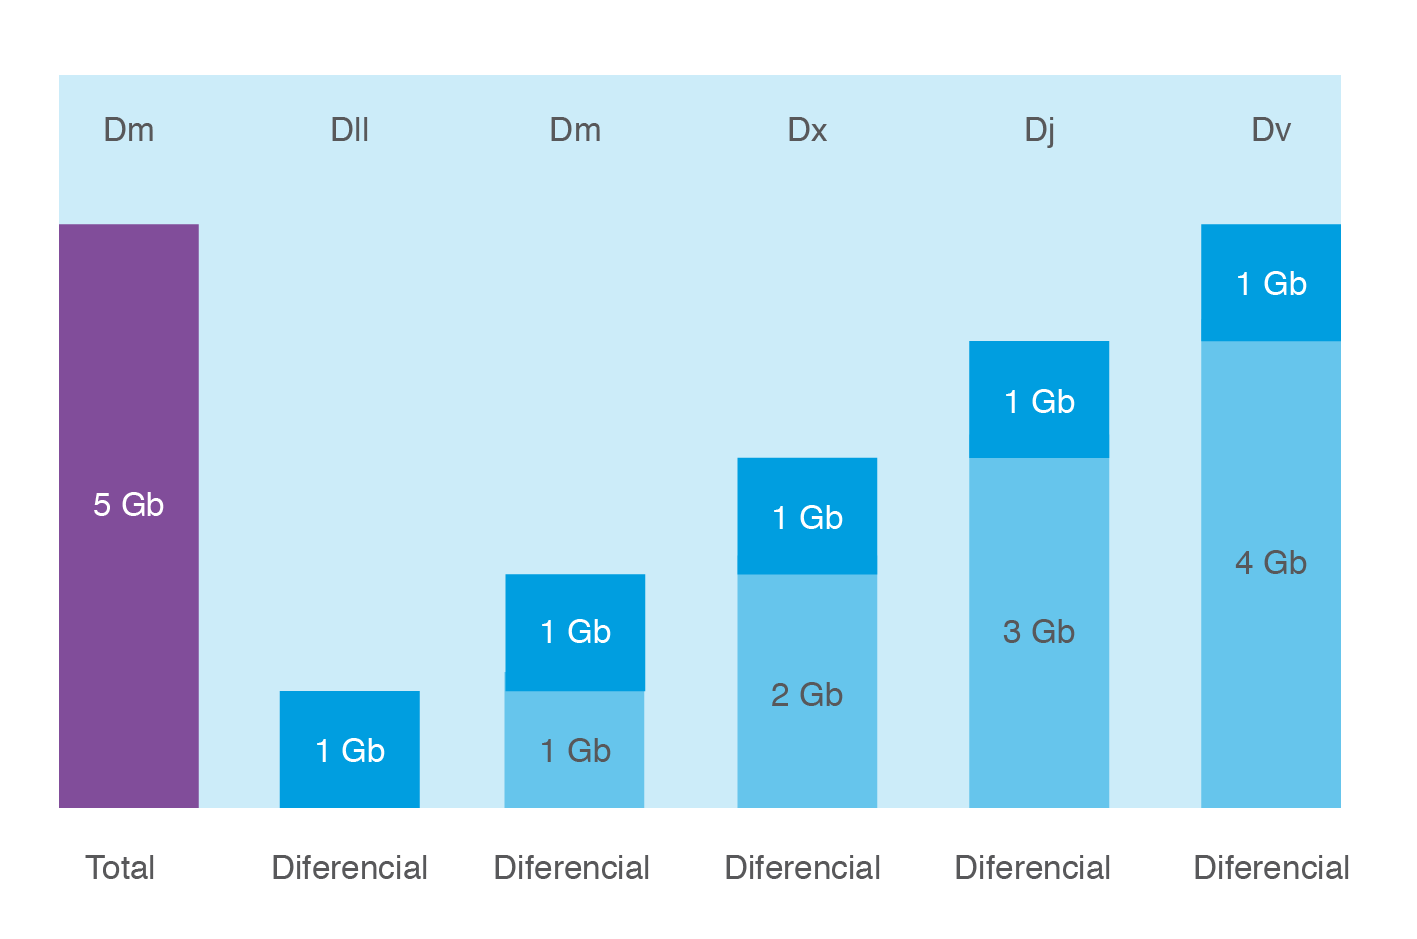 Dm Dll Dm Dx Dj Dv
1 Gb
1 Gb
5 Gb
1 Gb
4 Gb
1 Gb
3 Gb
2 Gb
1 Gb
1 Gb
Total Diferencial Diferencial Diferencial Diferencial Diferencial